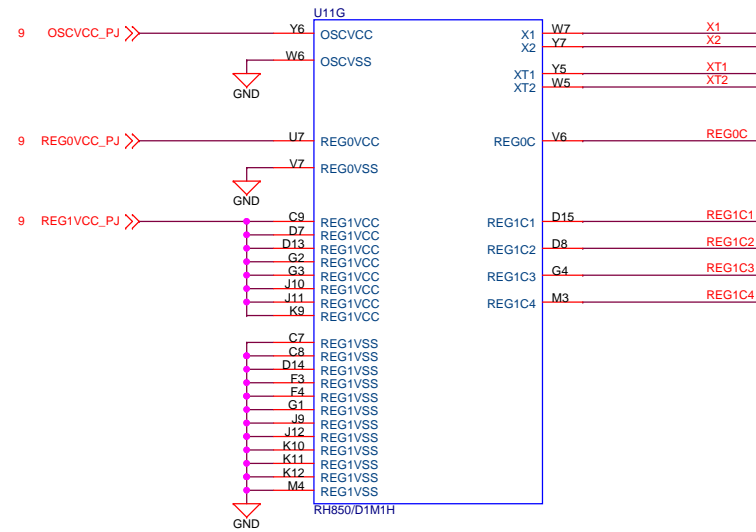 U11G
9 OSCVCC_PJ Y6 OSCVCC X1 W7 X1
X2 Y7 X2
W6 OSCVSS
GND
XT1 Y5 XT1
XT2 W5 XT2
9 REG0VCC_PJ U7 REG0VCC REG0C V6 REG0C
V7 REG0VSS
GND
9 REG1VCC_PJ C9 REG1VCC REG1C1 D15 REG1C1
D7 REG1VCC
D13 REG1VCC REG1C2 D8 REG1C2
G2 REG1VCC
G3 REG1VCC REG1C3 G4 REG1C3
J10 REG1VCC
J11 REG1VCC REG1C4 M3 REG1C4
K9 REG1VCC
C7 REG1VSS
C8 REG1VSS
D14 REG1VSS
F3 REG1VSS
F4 REG1VSS
G1 REG1VSS
J9 REG1VSS
J12 REG1VSS
K10 REG1VSS
K11 REG1VSS
K12 REG1VSS
M4 REG1VSS
GND
RH850/D1M1H